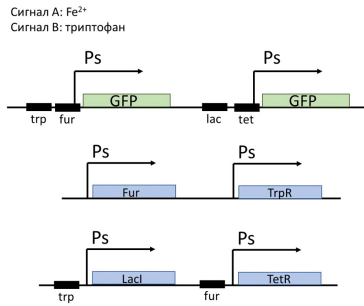 Сигнал А: Fe²⁺
Сигнал В: триптофан
Ps Ps
GFP GFP
trp fur lac tet
Ps Ps
Fur TrpR
Ps Ps
LacI TetR
trp fur